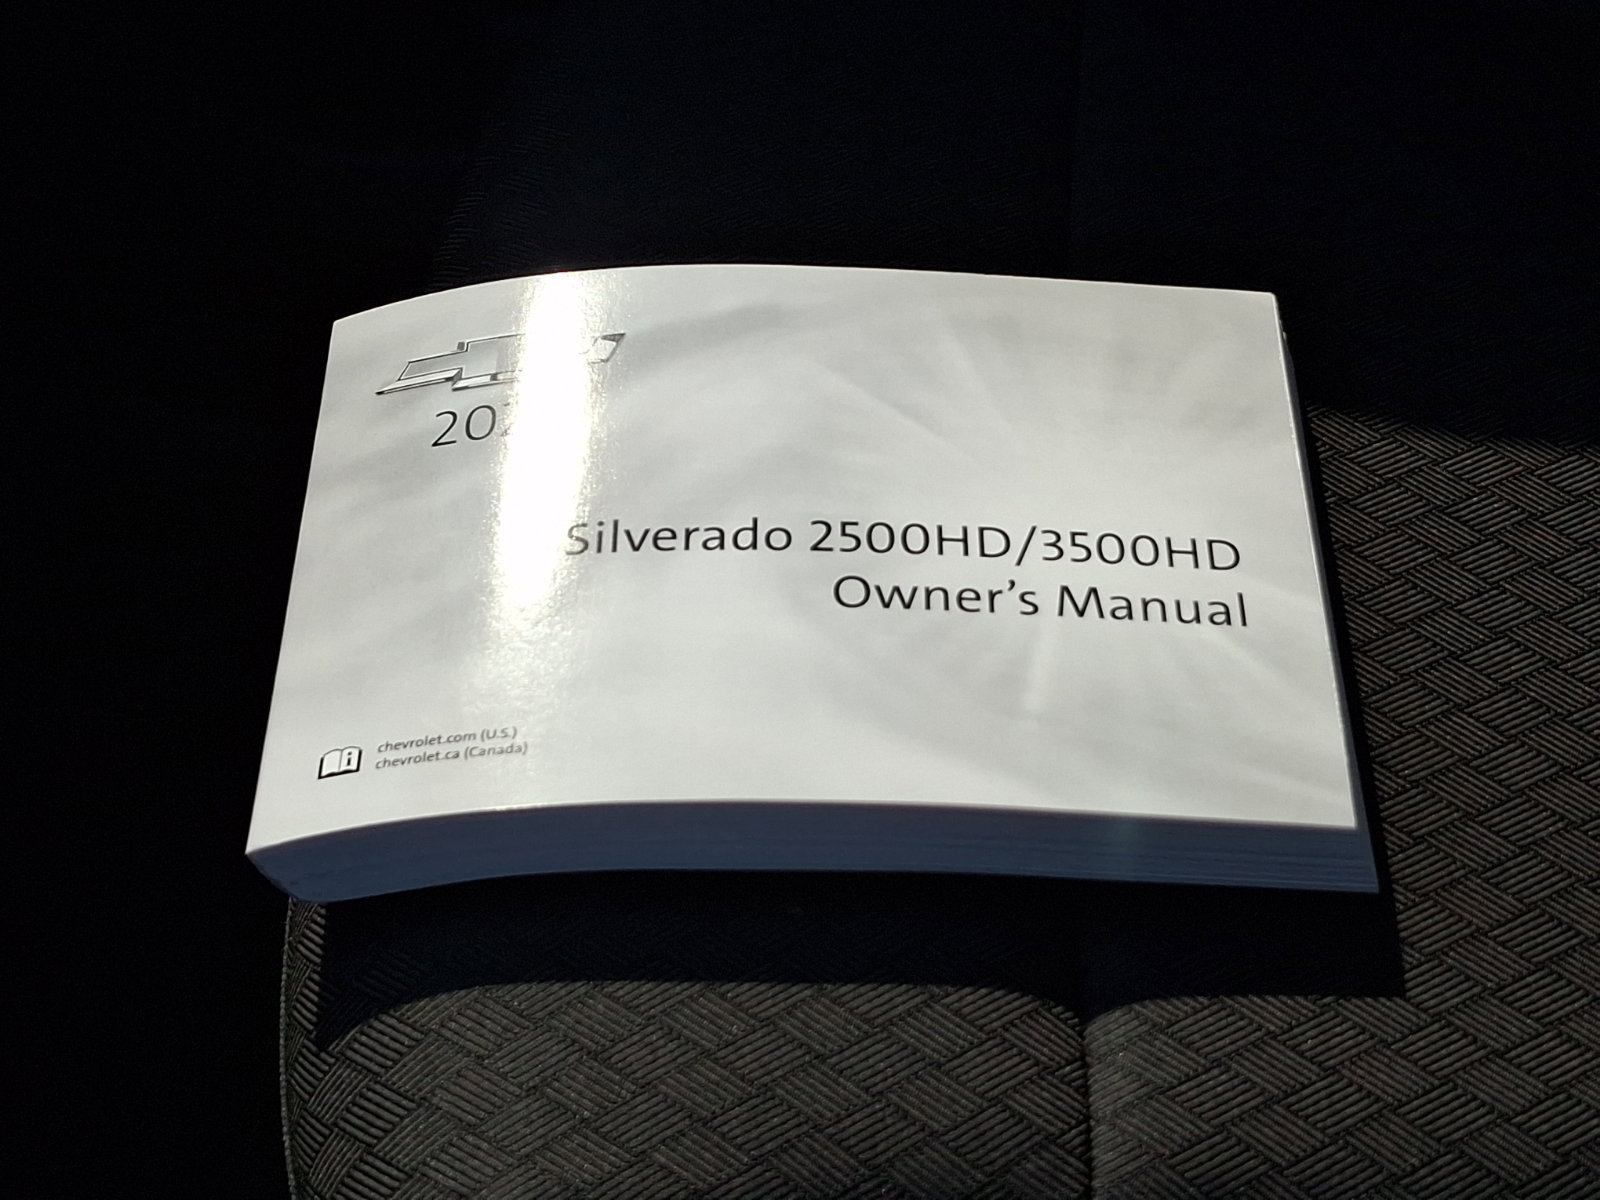 Silverado 2500HD/3500HD
Owner's Manual
chevrolet.com (U.S.)
chevrolet.ca (Canada)